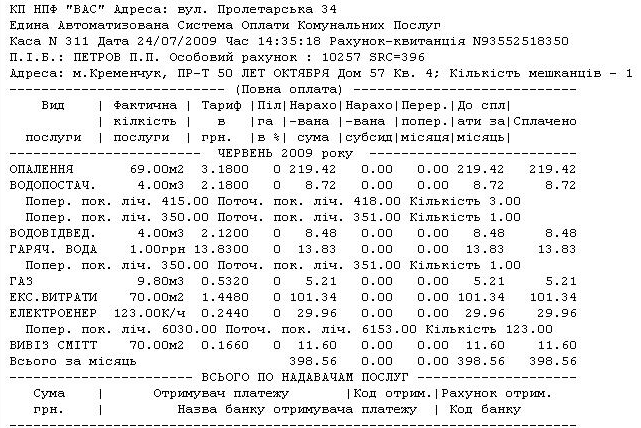 КП НПФ "ВАС" Адреса: вул. Пролетарська 34
Едина Автоматизована Система Оплати Комунальних Послуг
Каса N 311 Дата 24/07/2009 Час 14:35:18 Рахунок-квитанція N93552518350
П.І.Б.: ПЕТРОВ П.П. Особовий рахунок : 10257 SRC=396
Адреса: м.Кременчук, ПР-Т 50 ЛЕТ ОКТЯБРЯ Дом 57 Кв. 4; Кількість мешканців - 1
---------------------------- (Повна оплата) -----------------------------
Вид | Фактична | Тариф |Піл|Нарахо|Нарахо|Перер.|До спл|
| кілкість | в |га |-вана |-вана |попер.|ати за|Сплачено
послуги | послуги | грн. |в %| сума |субсид|місяця|місяць|
-------------------------- ЧЕРВЕНЬ 2009 року ---------------------------
ОПАЛЕННЯ 69.00м2 3.1800 0 219.42 0.00 0.00 219.42 219.42
ВОДОПОСТАЧ. 4.00м3 2.1800 0 8.72 0.00 0.00 8.72 8.72
Попер. пок. ліч. 415.00 Поточ. пок. ліч. 418.00 Кількість 3.00
Попер. пок. ліч. 350.00 Поточ. пок. ліч. 351.00 Кількість 1.00
ВОДОВІДВЕД. 4.00м3 2.1200 0 8.48 0.00 0.00 8.48 8.48
ГАРЯЧ. ВОДА 1.00грн 13.8300 0 13.83 0.00 0.00 13.83 13.83
Попер. пок. ліч. 350.00 Поточ. пок. ліч. 351.00 Кількість 1.00
ГАЗ 9.80м3 0.5320 0 5.21 0.00 0.00 5.21 5.21
ЕКС.ВИТРАТИ 70.00м2 1.4480 0 101.34 0.00 0.00 101.34 101.34
ЕЛЕКТРОЕНЕР 123.00К/ч 0.2440 0 29.96 0.00 0.00 29.96 29.96
Попер. пок. ліч. 6030.00 Поточ. пок. ліч. 6153.00 Кількість 123.00
ВИВІЗ СМІТТ 70.00м2 0.1660 0 11.60 0.00 0.00 11.60 11.60
Всього за місяць 398.56 0.00 0.00 398.56 398.56
------------------------ ВСЬОГО ПО НАДАВАЧАМ ПОСЛУГ ----------------------
Сума | Отримувач платежу |Код отрим.|Рахунок отрим.
грн. | Назва банку отримувача платежу | Код банку
--------------------------------------------------------------------------